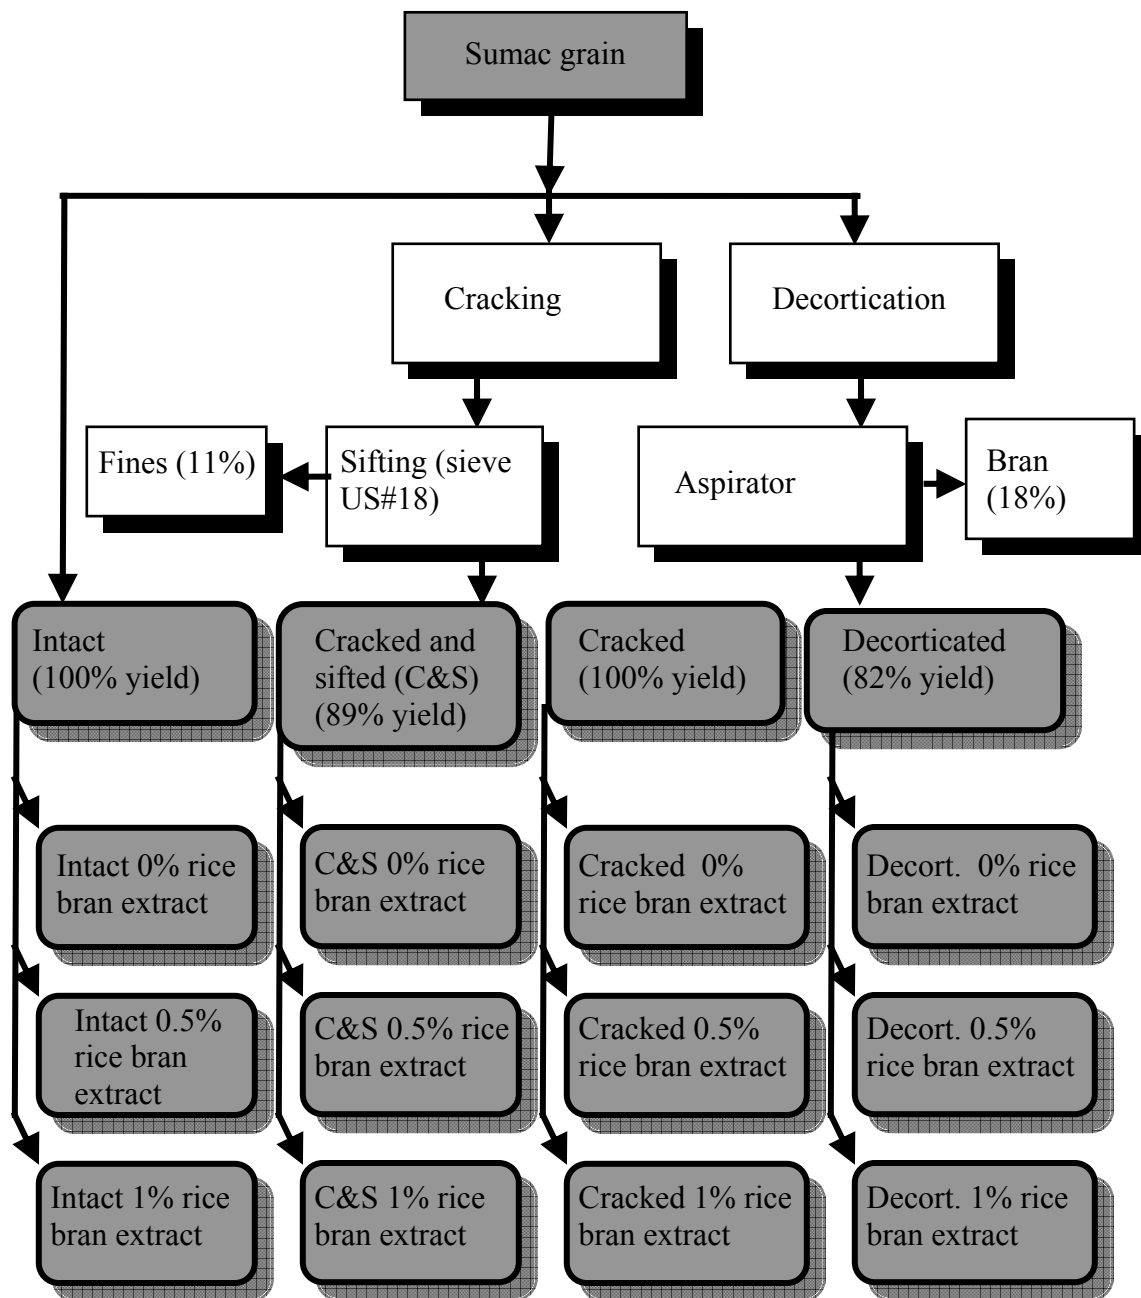 Sumac grain
Cracking
Decortication
Fines (11%)
Sifting (sieve
US#18)
Aspirator
Bran
(18%)
Intact
(100% yield)
Cracked and
sifted (C&S)
(89% yield)
Cracked
(100% yield)
Decorticated
(82% yield)
Intact 0% rice
bran extract
C&S 0% rice
bran extract
Cracked 0%
rice bran extract
Decort. 0% rice
bran extract
Intact 0.5%
rice bran
extract
C&S 0.5% rice
bran extract
Cracked 0.5%
rice bran extract
Decort. 0.5%
rice bran extract
Intact 1% rice
bran extract
C&S 1% rice
bran extract
Cracked 1% rice
bran extract
Decort. 1% rice
bran extract